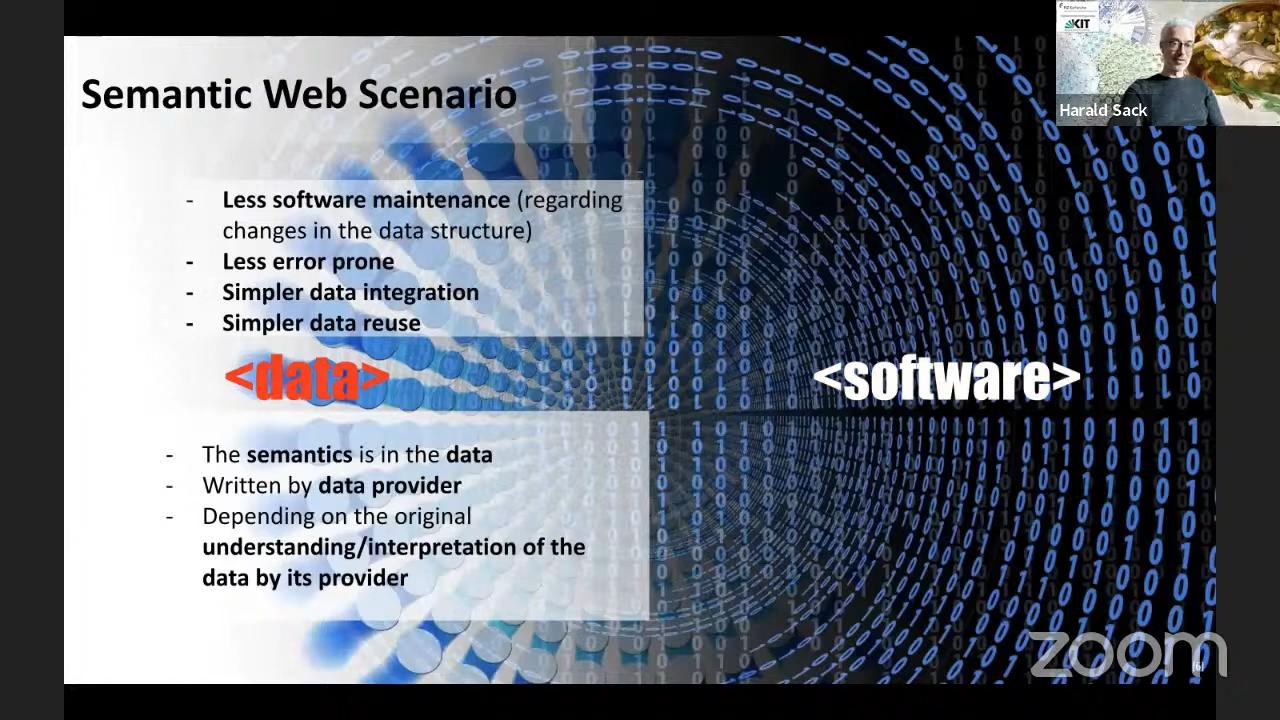 Semantic Web Scenario
KIT
Harald Sack
- Less software maintenance (regarding
changes in the data structure)
- Less error prone
- Simpler data integration
- Simpler data reuse
<data>
<software>
- The semantics is in the data
- Written by data provider
- Depending on the original
understanding/interpretation of the
data by its provider
zoom